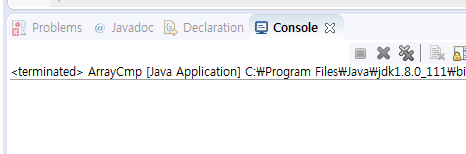 Problems @ Javadoc Declaration Console
<terminated> ArrayCmp [Java Application] C:₩Program Files₩Java₩jdk1.8.0_111₩bi